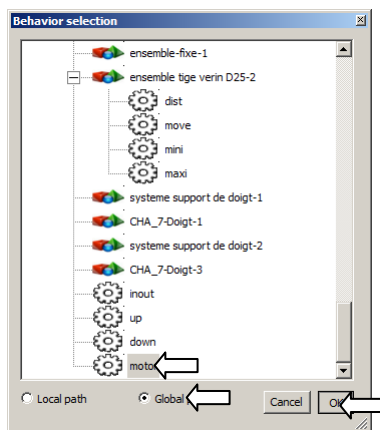 Behavior selection
ensemble-fixe-1
ensemble tige verin D25-2
dist
move
mini
maxi
systeme support de doigt-1
CHA_7-Doigt-1
systeme support de doigt-2
CHA_7-Doigt-3
inout
up
down
moto
Local path
Global
Cancel
OK